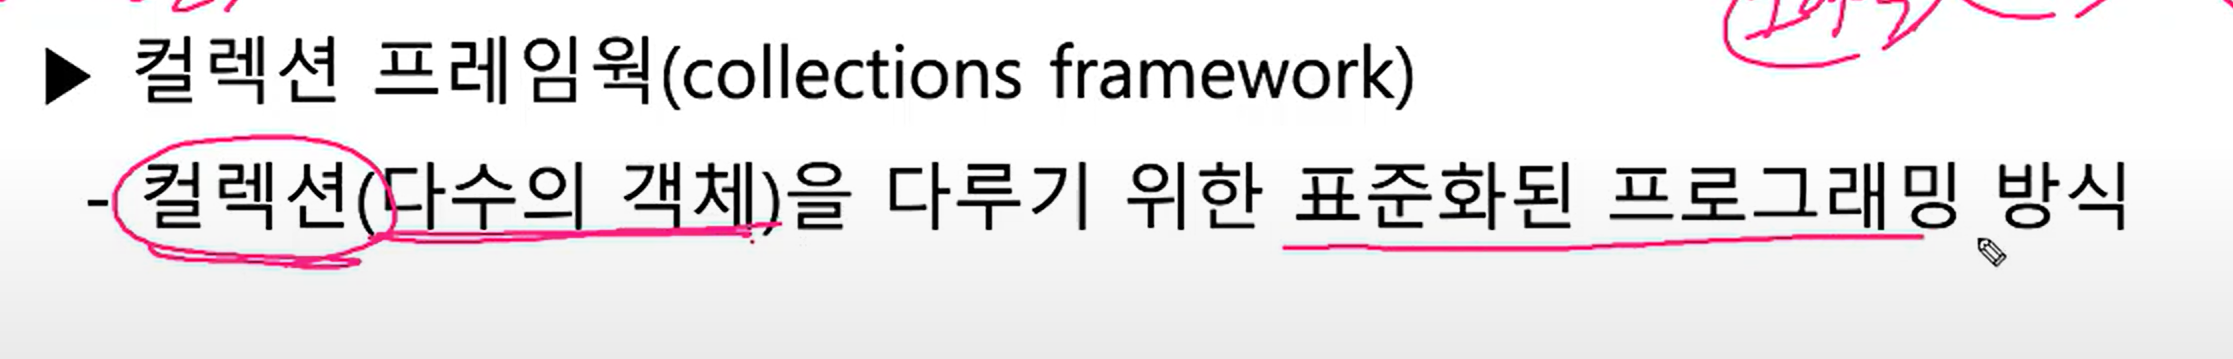 ▶ 컬렉션 프레임웍(collections framework)
- 컬렉션(다수의 객체)을 다루기 위한 표준화된 프로그래밍 방식